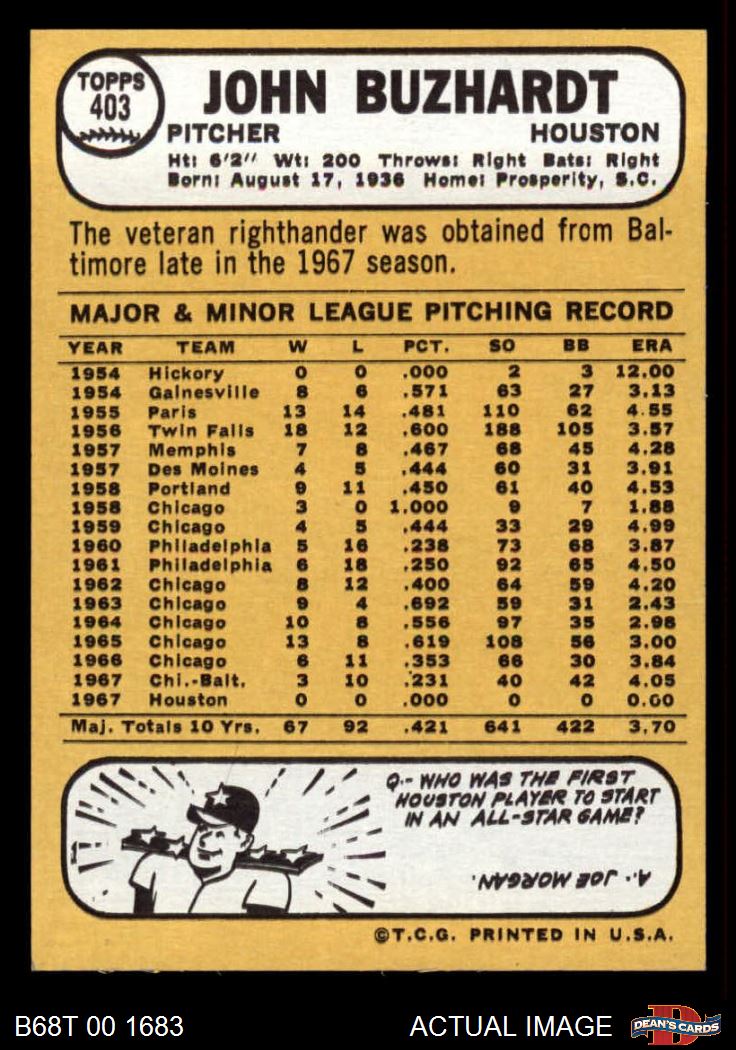 TOPPS
403
JOHN BUZHARDT
PITCHER HOUSTON
Ht: 6'2" Wt: 200 Throws: Right Bats: Right
Born: August 17, 1936 Home: Prosperity, S.C.
The veteran righthander was obtained from Bal-
timore late in the 1967 season.
MAJOR & MINOR LEAGUE PITCHING RECORD
YEAR TEAM W L PCT. SO BB ERA
1954 Hickory 0 0 .000 2 3 12.00
1954 Gainesville 8 6 .571 63 27 3.13
1955 Paris 13 14 .481 110 62 4.55
1956 Twin Falls 18 12 .600 188 105 3.57
1957 Memphis 7 8 .467 68 45 4.28
1957 Des Moines 4 5 .444 60 31 3.91
1958 Portland 9 11 .450 61 40 4.53
1958 Chicago 3 0 1.000 9 7 1.88
1959 Chicago 4 5 .444 33 29 4.99
1960 Philadelphia 5 16 .238 73 68 3.87
1961 Philadelphia 6 18 .250 92 65 4.50
1962 Chicago 8 12 .400 64 59 4.20
1963 Chicago 9 4 .692 59 31 2.43
1964 Chicago 10 8 .556 97 35 2.98
1965 Chicago 13 8 .619 108 56 3.00
1966 Chicago 6 11 .353 66 30 3.84
1967 Chi.-Balt. 3 10 .231 40 42 4.05
1967 Houston 0 0 .000 0 0 0.00
Maj. Totals 10 Yrs. 67 92 .421 641 422 3.70
Q.- WHO WAS THE FIRST
HOUSTON PLAYER TO START
IN AN ALL-STAR GAME?
A. JOE MORGAN.
©T.C.G. PRINTED IN U.S.A.
B68T 00 1683 ACTUAL IMAGE DEAN'S CARDS